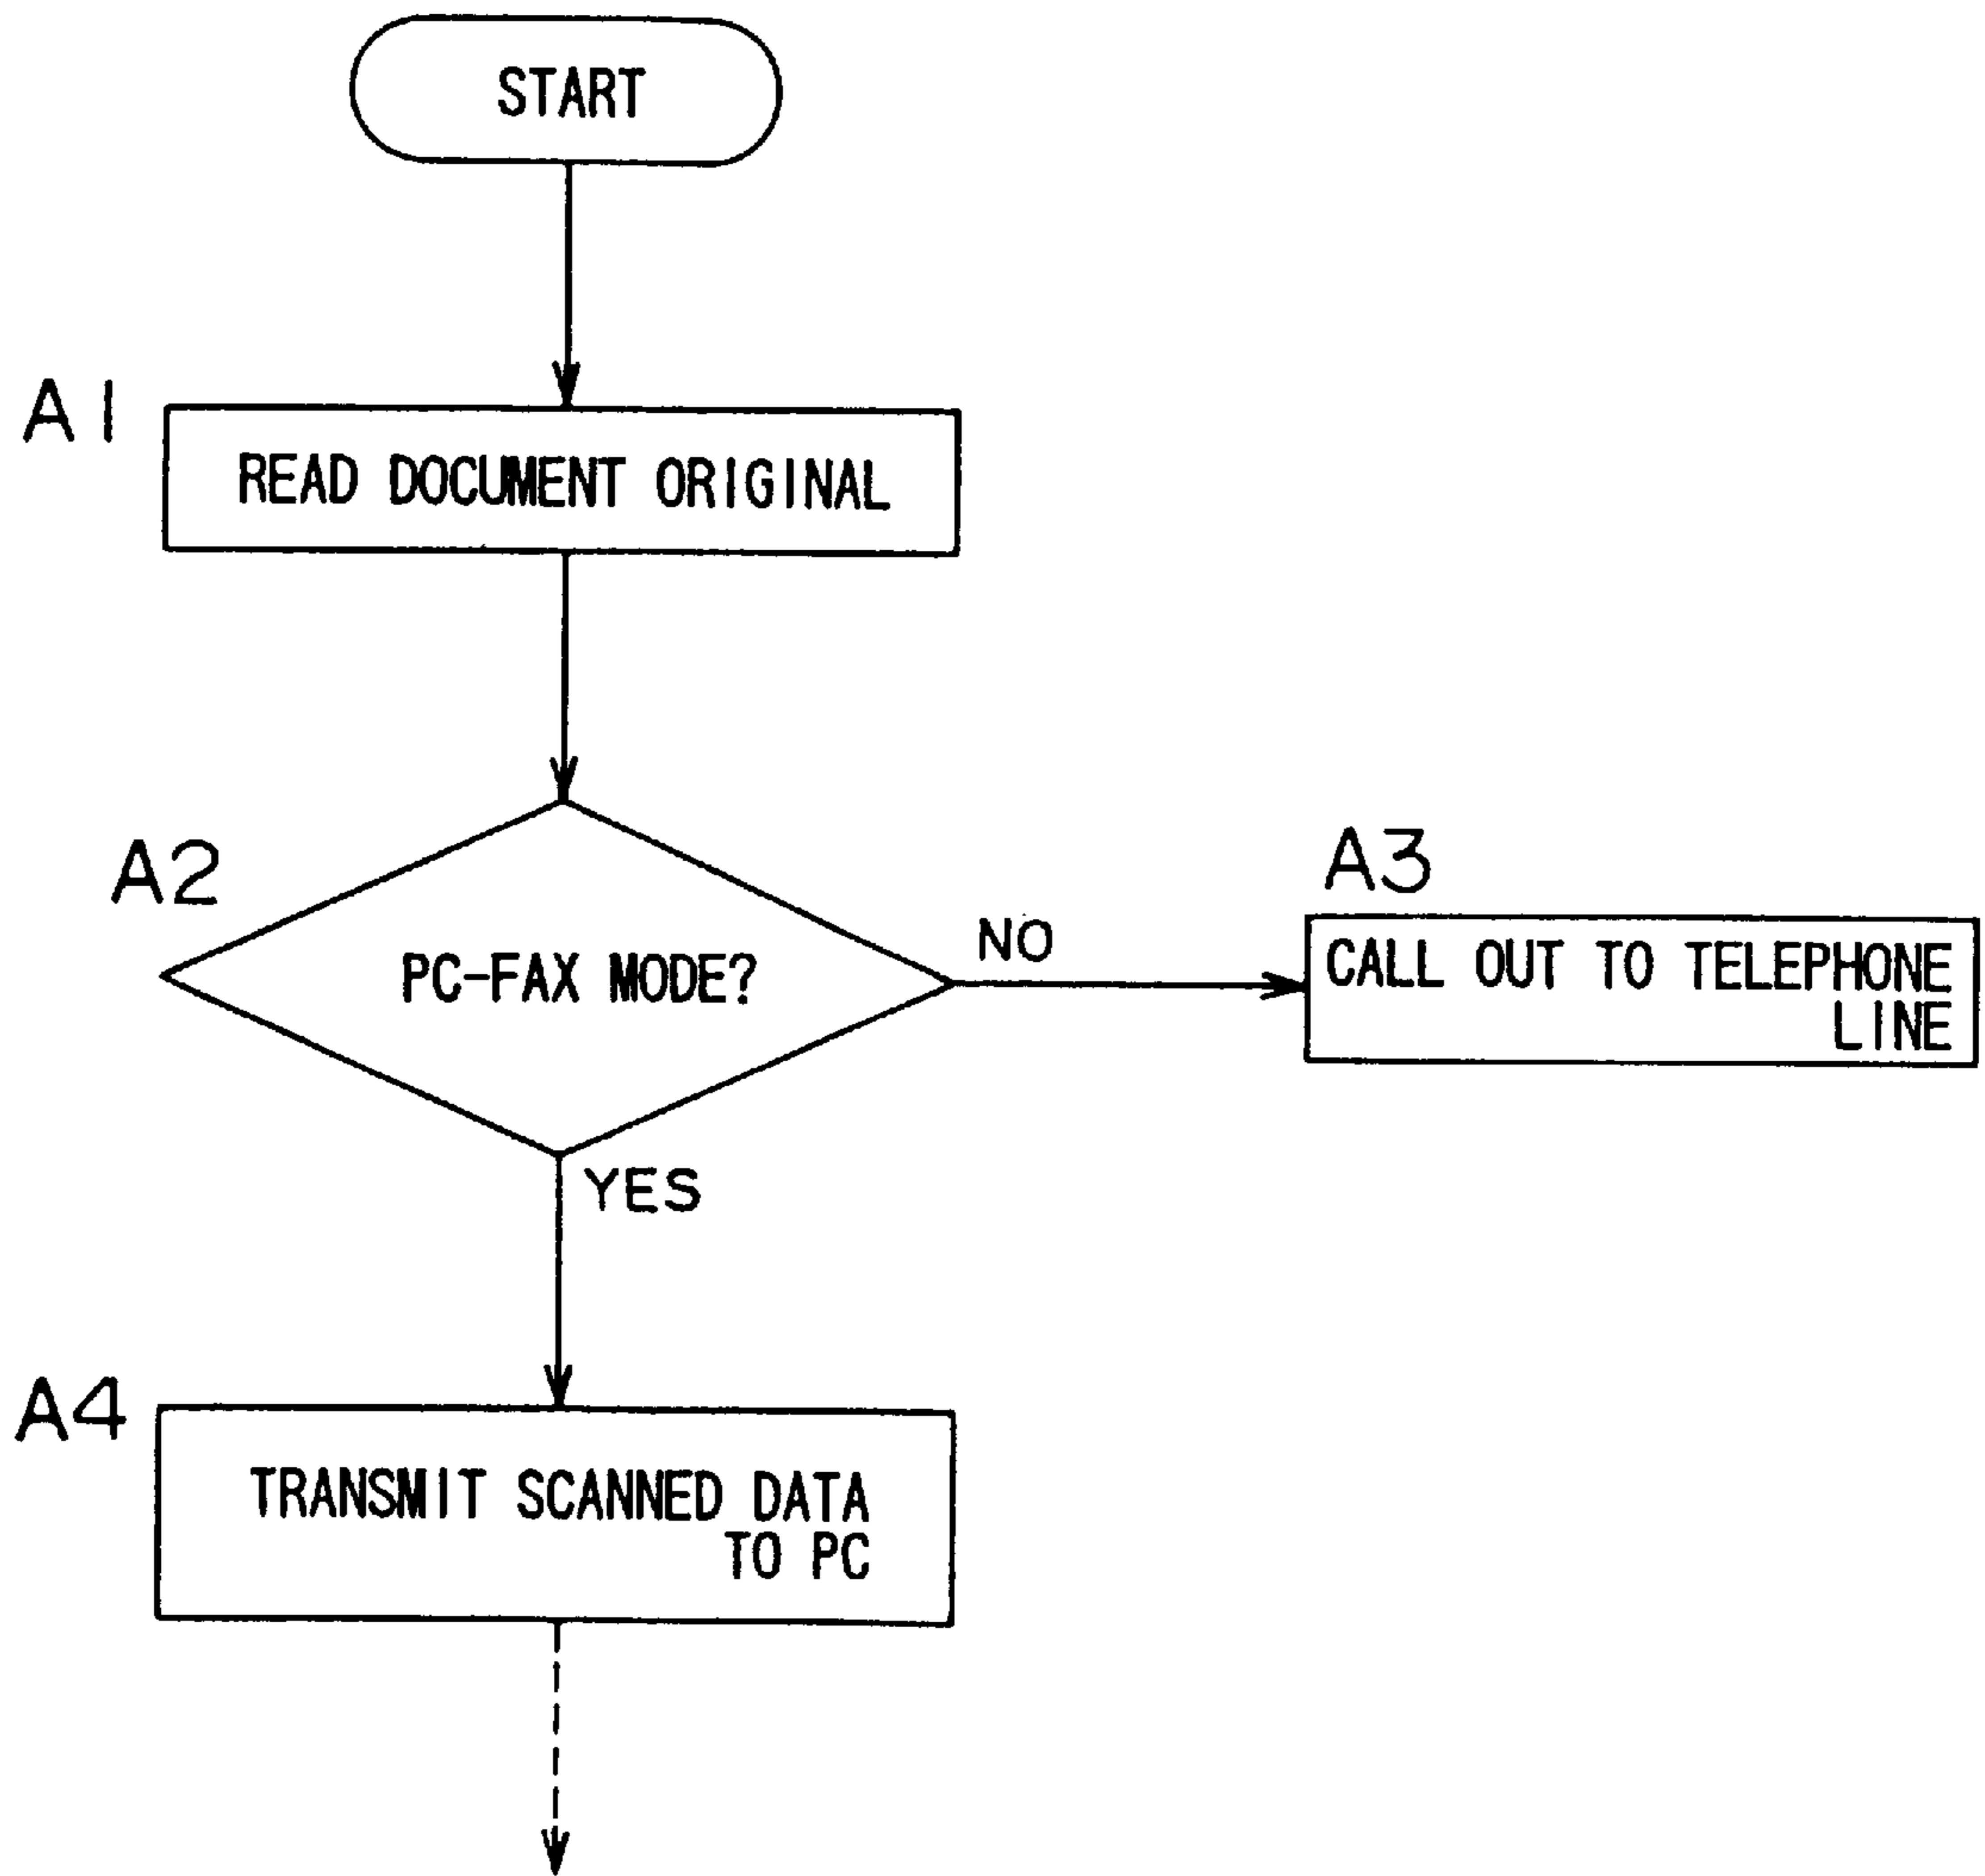 START
A1
READ DOCUMENT ORIGINAL
A2
PC-FAX MODE?
NO
A3
CALL OUT TO TELEPHONE
LINE
YES
A4
TRANSMIT SCANNED DATA
TO PC